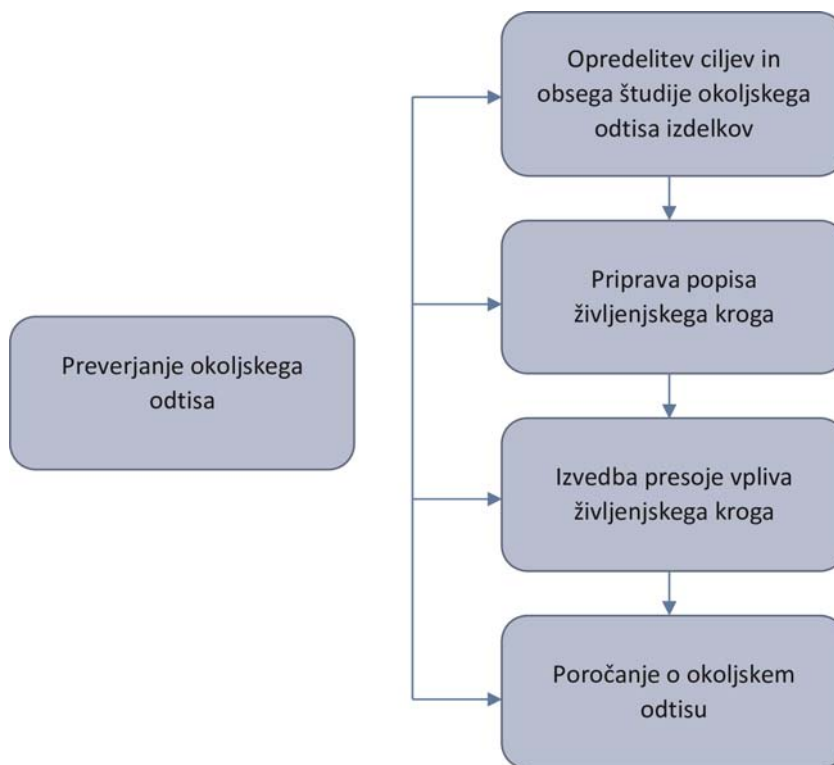 Opredelitev ciljev in
obsega študije okoljskega
odtisa izdelkov
Priprava popisa
življenjskega kroga
Preverjanje okoljskega
odtisa
Izvedba presoje vpliva
življenjskega kroga
Poročanje o okoljskem
odtisu